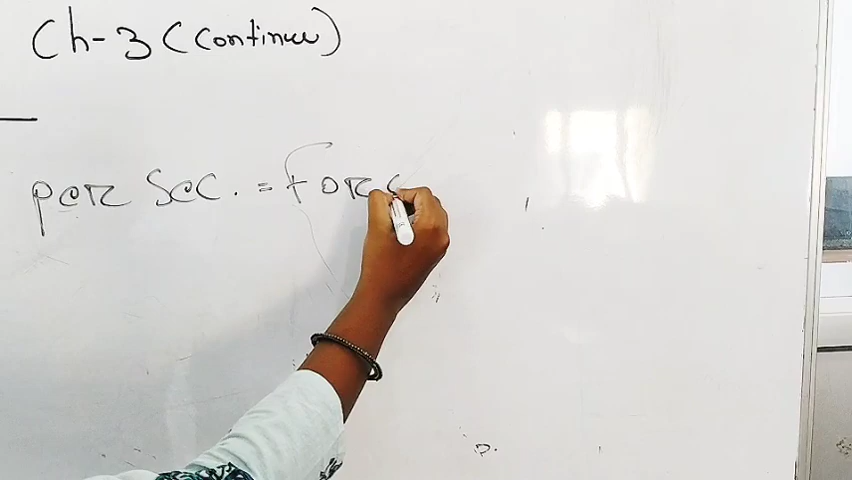 Ch-3 (Continue)
per Sec. = Forc